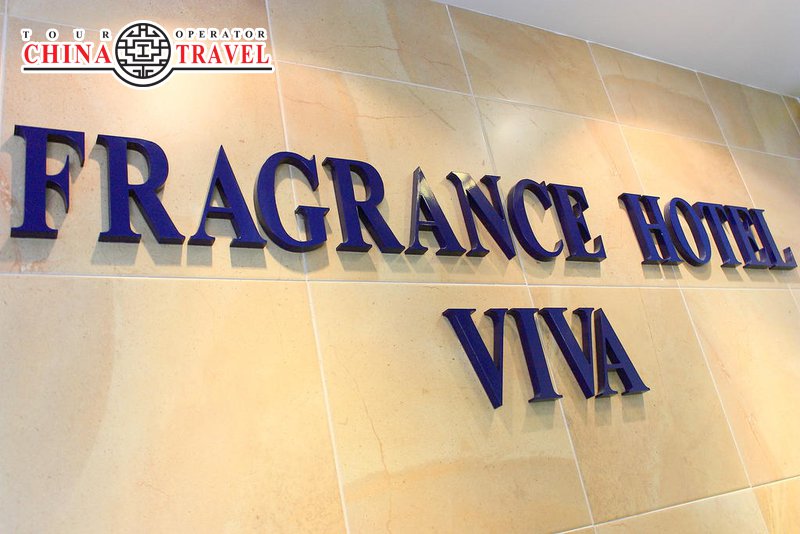 TOUR OPERATOR
CHINA TRAVEL
FRAGRANCE HOTEL
VIVA